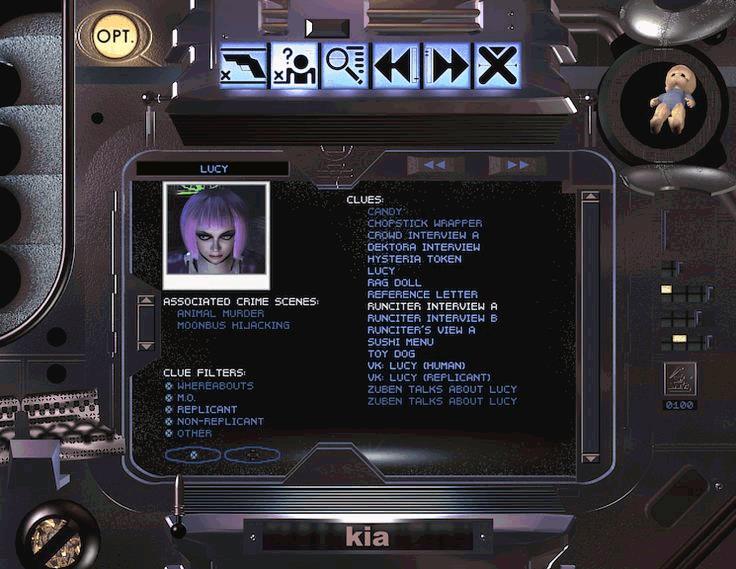 OPT.
?
LUCY
CLUES:
CANDY
CHOPSTICK WRAPPER
CROWD INTERVIEW A
DEKTORA INTERVIEW
HYSTERIA TOKEN
LUCY
RAG DOLL
REFERENCE LETTER
RUNCITER INTERVIEW A
RUNCITER INTERVIEW B
RUNCITER'S VIEW A
SUSHI MENU
TOY DOG
VK: LUCY (HUMAN)
VK: LUCY (REPLICANT)
ZUBEN TALKS ABOUT LUCY
ZUBEN TALKS ABOUT LUCY
ASSOCIATED CRIME SCENES:
ANIMAL MURDER
MOONBUS HIJACKING
CLUE FILTERS:
WHEREABOUTS
M.O.
REPLICANT
NON-REPLICANT
OTHER
0100
kia